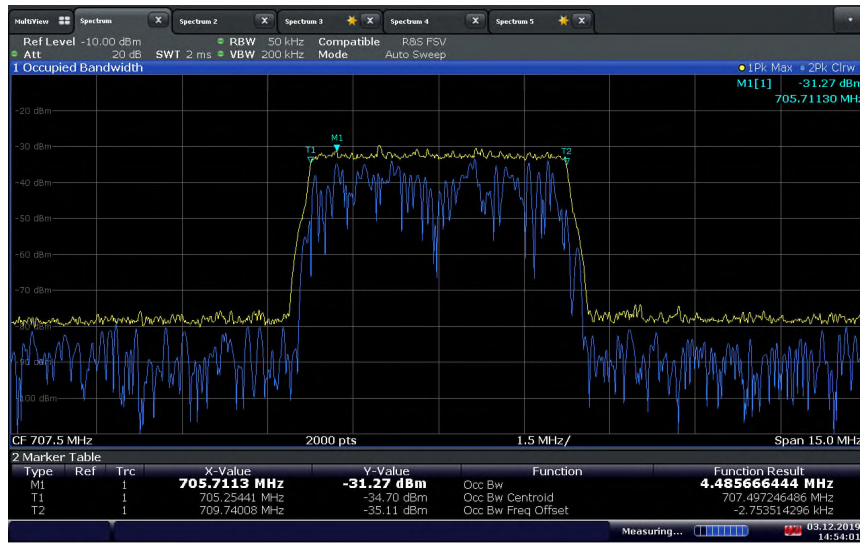 MultiView Spectrum X Spectrum 2 X Spectrum 3 X Spectrum 4 X Spectrum 5 X
Ref Level -10.00 dBm RBW 50 kHz Compatible R&S FSV
Att 20 dB SWT 2 ms VBW 200 kHz Mode Auto Sweep
1 Occupied Bandwidth 1Pk Max 2Pk Clrw
M1[1] -31.27 dBm
705.71130 MHz
-20 dBm
M1
-30 dBm
T1 T2
-40 dBm
-50 dBm
-60 dBm
-70 dBm
-80 dBm
-90 dBm
-100 dBm
CF 707.5 MHz 2000 pts 1.5 MHz/ Span 15.0 MHz
2 Marker Table
Type Ref Trc X-Value Y-Value Function Function Result
M1 1 705.7113 MHz -31.27 dBm Occ Bw 4.485666444 MHz
T1 1 705.25441 MHz -34.70 dBm Occ Bw Centroid 707.497246486 MHz
T2 1 709.74008 MHz -35.11 dBm Occ Bw Freq Offset -2.753514296 kHz
Measuring... 03.12.2019
14:54:01